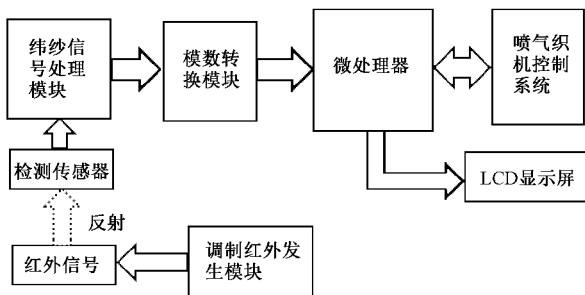 纬纱信
号处理
模块
模数转
换模块
微处理器
喷气织
机控制
系统
检测传感器
LCD显示屏
反射
红外信号
调制红外发
生模块